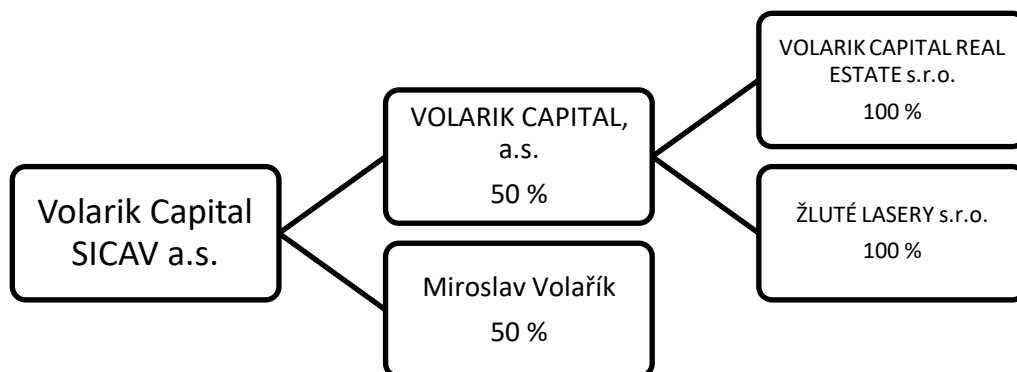 Volarik Capital
SICAV a.s.
VOLARIK CAPITAL,
a.s.
50 %
Miroslav Volařík
50 %
VOLARIK CAPITAL REAL
ESTATE s.r.o.
100 %
ŽLUTÉ LASERY s.r.o.
100 %